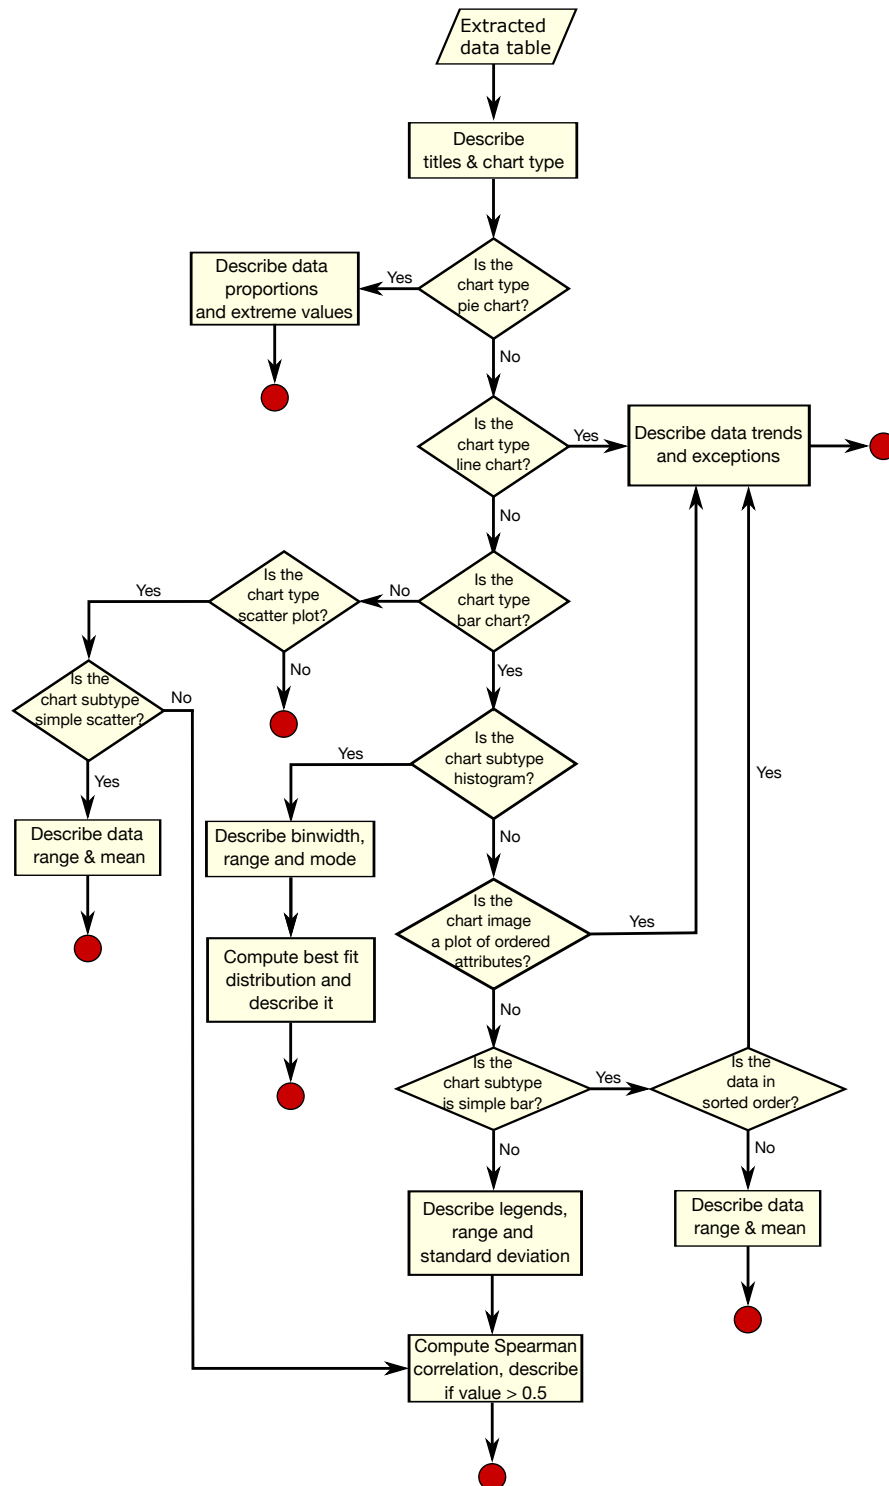 Extracted
data table
Describe
titles & chart type
Is the
chart type
pie chart?
Yes
Describe data
proportions
and extreme values
No
Is the
chart type
line chart?
Yes
Describe data trends
and exceptions
No
Is the
chart type
bar chart?
No
Is the
chart type
scatter plot?
Yes
No
Is the
chart subtype
simple scatter?
No
Yes
Describe data
range & mean
Yes
Is the
chart subtype
histogram?
Yes
Describe binwidth,
range and mode
Compute best fit
distribution and
describe it
No
Is the
chart image
a plot of ordered
attributes?
Yes
No
Is the
chart subtype
is simple bar?
Yes
Is the
data in
sorted order?
Yes
No
Describe data
range & mean
No
Describe legends,
range and
standard deviation
Compute Spearman
correlation, describe
if value > 0.5